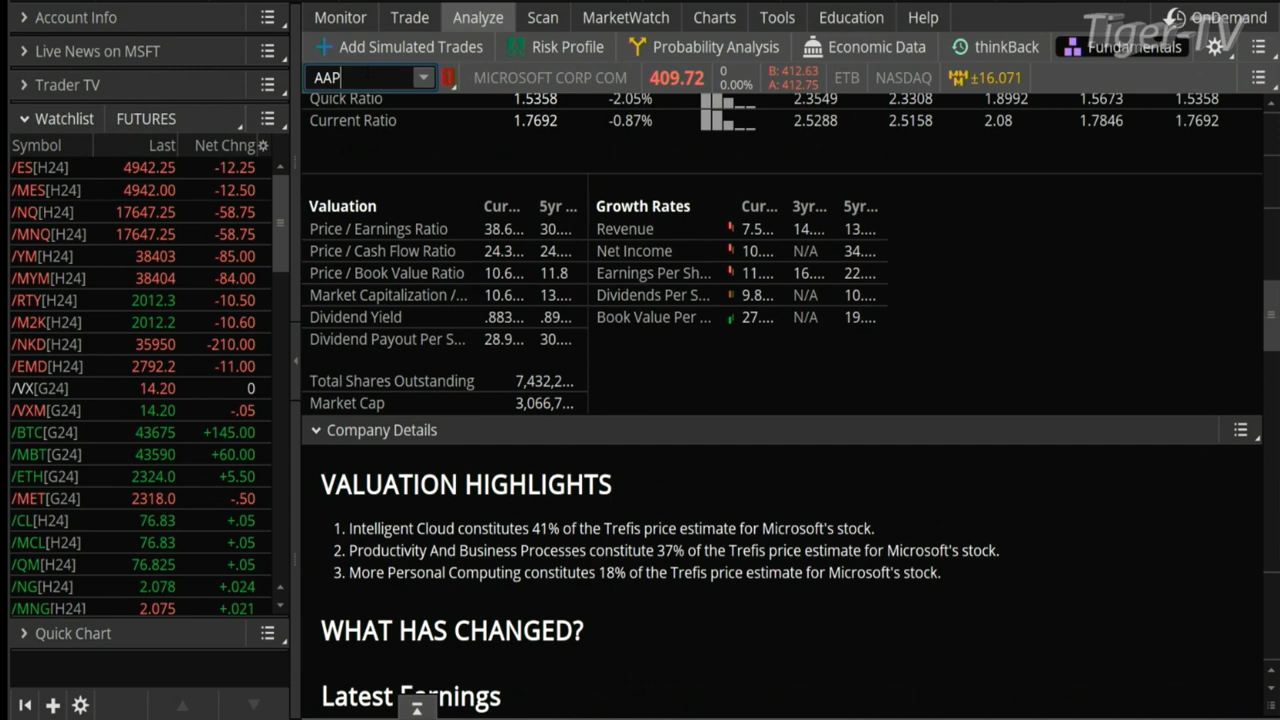 Account Info
Live News on MSFT
Tiger TV
Watchlist FUTURES
Symbol Last Net Chng
/ES[H24] 4942.25 -12.25
/MES[H24] 4942.00 -12.50
/NQ[H24] 17647.25 -58.75
/MNQ[H24] 17647.25 -58.75
/YM[H24] 38403 -85.00
/MYM[H24] 38404 -84.00
/RTY[H24] 2012.3 -10.50
/M2K[H24] 2012.2 -10.60
/NKD[H24] 35950 -210.00
/EMD[H24] 2792.2 -11.00
/VX[G24] 14.20 0
/VXM[G24] 14.20 -.05
/BTC[G24] 43675 +145.00
/MBT[G24] 43590 +60.00
/ETH[G24] 2324.0 +5.50
/MET[G24] 2318.0 -.50
/CL[H24] 76.83 +.05
/MCL[H24] 76.83 +.05
/QM[H24] 76.825 +.05
/NG[H24] 2.078 +.024
/MNG[H24] 2.075 +.021
Quick Chart
Monitor Trade Analyze Scan MarketWatch Charts Tools Education Help OnDemand
Tiger-TV
Add Simulated Trades Risk Profile Probability Analysis Economic Data thinkBack Fundamentals
AAP MICROSOFT CORP COM 409.72 0 0.00% B: 412.63 A: 412.75 ETB NASDAQ ±16.071
Quick Ratio 1.5358 -2.05% 2.3549 2.3308 1.8992 1.5673 1.5358
Current Ratio 1.7692 -0.87% 2.5288 2.5158 2.08 1.7846 1.7692
Valuation Cur... 5yr ...
Price / Earnings Ratio 38.6... 30....
Price / Cash Flow Ratio 24.3... 24....
Price / Book Value Ratio 10.6... 11.8
Market Capitalization /... 10.6... 13....
Dividend Yield .883... .89...
Dividend Payout Per S... 28.9... 30....
Total Shares Outstanding 7,432,2...
Market Cap 3,066,7...
Growth Rates Cur... 3yr... 5yr...
Revenue 7.5... 14.... 13....
Net Income 10.... N/A 34....
Earnings Per Sh... 11.... 16.... 22....
Dividends Per S... 9.8... N/A 10....
Book Value Per ... 27.... N/A 19....
Company Details
VALUATION HIGHLIGHTS
1. Intelligent Cloud constitutes 41% of the Trefis price estimate for Microsoft's stock.
2. Productivity And Business Processes constitute 37% of the Trefis price estimate for Microsoft's stock.
3. More Personal Computing constitutes 18% of the Trefis price estimate for Microsoft's stock.
WHAT HAS CHANGED?
Latest Earnings